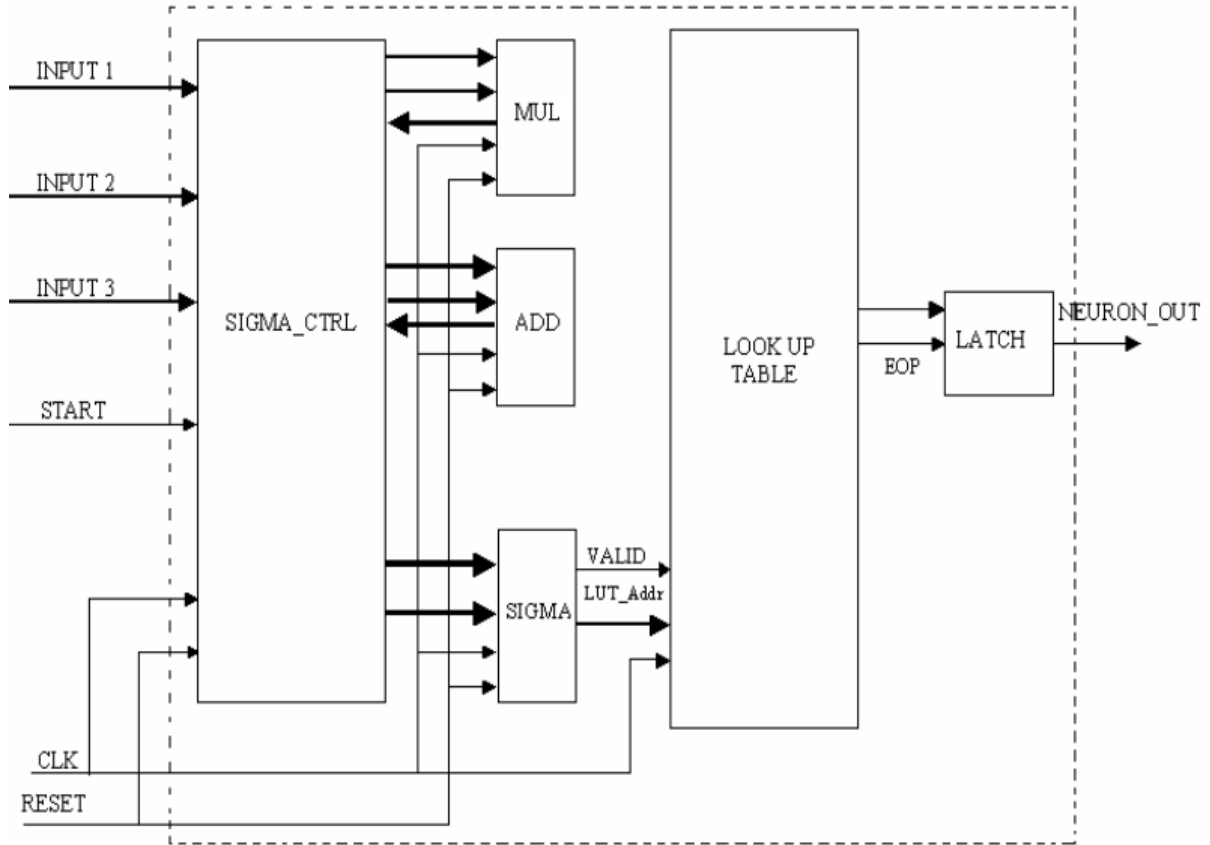 INPUT 1
MUL
INPUT 2
INPUT 3
SIGMA_CTRL
ADD
LOOK UP
TABLE
EOP
LATCH
NEURON_OUT
START
VALID
LUT_Addr
SIGMA
CLK
RESET